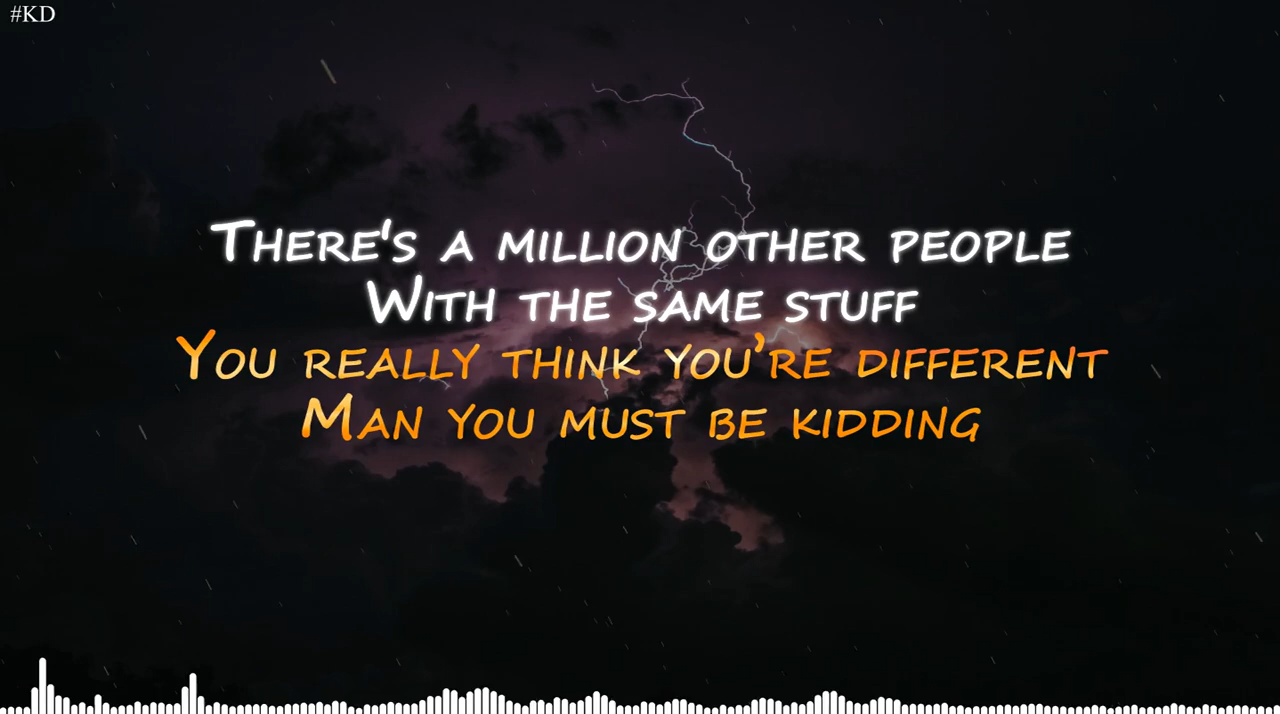 #KD
There's a million other people
With the same stuff
You really think you're different
Man you must be kidding